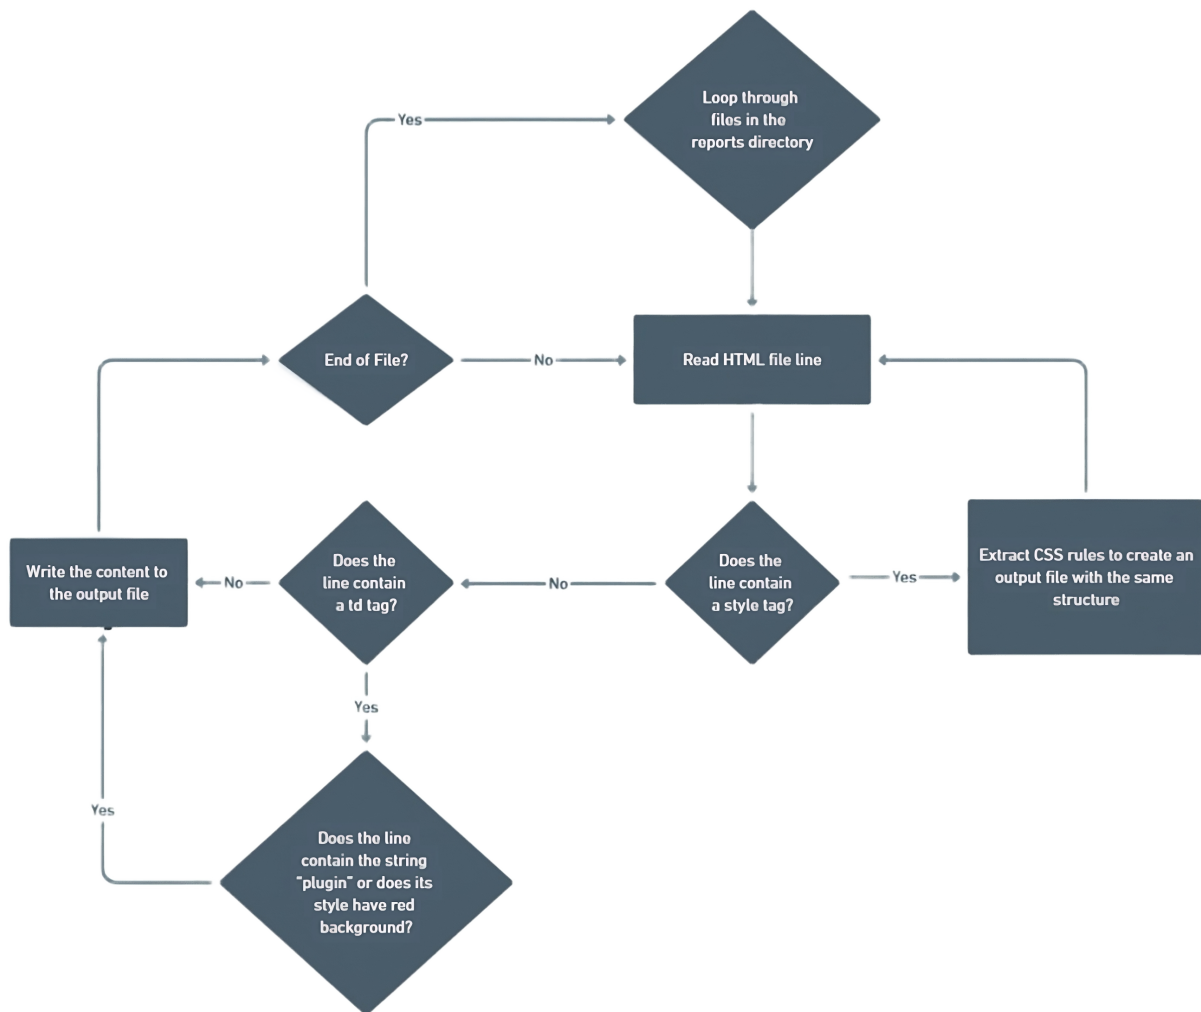 Loop through
files in the
reports directory
Yes
End of File?
No
Read HTML file line
Write the content to
the output file
No
Does the
line contain
a td tag?
No
Does the
line contain
a style tag?
Yes
Extract CSS rules to create an
output file with the same
structure
Yes
Yes
Does the line
contain the string
"plugin" or does its
style have red
background?